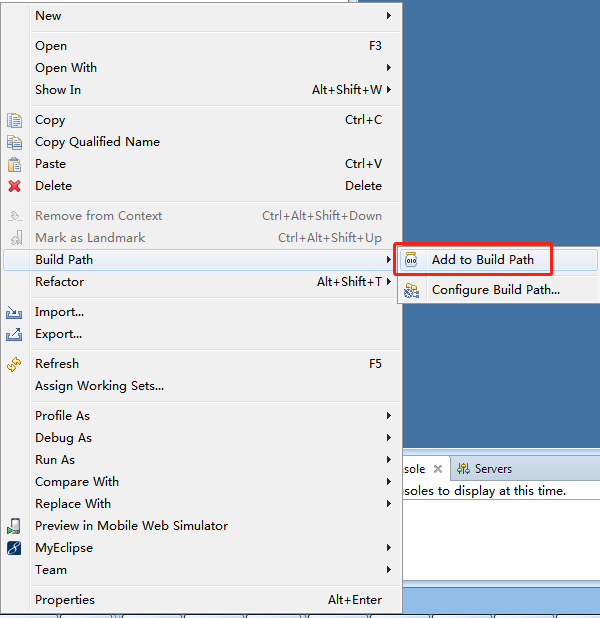 New
Open F3
Open With
Show In Alt+Shift+W
Copy Ctrl+C
Copy Qualified Name
Paste Ctrl+V
Delete Delete
Remove from Context Ctrl+Alt+Shift+Down
Mark as Landmark Ctrl+Alt+Shift+Up
Build Path
Add to Build Path
Refactor Alt+Shift+T
Configure Build Path...
Import...
Export...
Refresh F5
Assign Working Sets...
Profile As
Debug As
Run As
sole Servers
Compare With
soles to display at this time.
Replace With
Preview in Mobile Web Simulator
MyEclipse
Team
Properties Alt+Enter